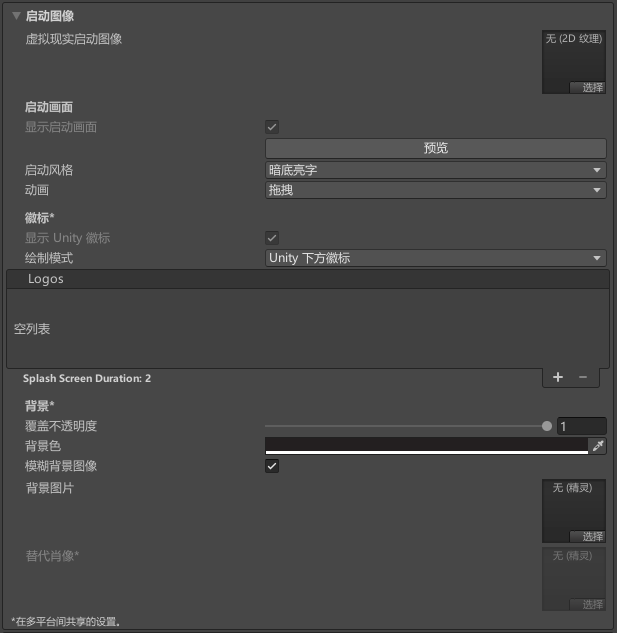 启动图像
虚拟现实启动图像
无 (2D 纹理)
选择
启动画面
显示启动画面
预览
启动风格 暗底亮字
动画 拖拽
徽标*
显示 Unity 徽标
绘制模式 Unity 下方徽标
Logos
空列表
Splash Screen Duration: 2
背景*
覆盖不透明度 1
背景色
模糊背景图像
背景图片
无 (精灵)
选择
替代肖像*
无 (精灵)
选择
*在多平台间共享的设置。